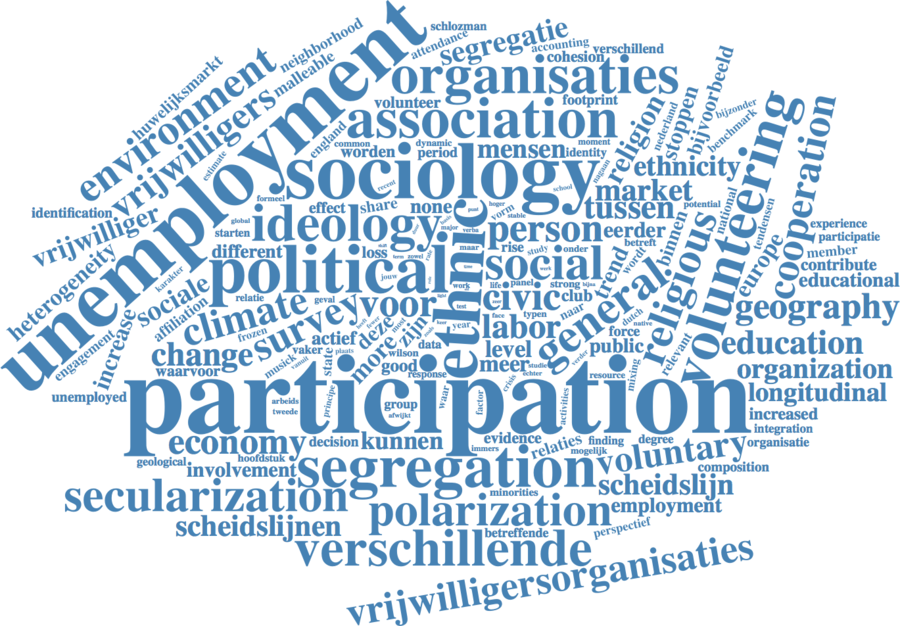 schlozman
attendance
neighborhood
segregatie
accounting
verschillend
cohesion
huwelijksmarkt
malleable
environment
organisaties
unemployment
vrijwilligers
volunteer
footprint
association
england
common
dynamic
period
worden
mensen
moment
identity
religion
nederland
stoppen
bijvoorbeeld
bijzonder
benchmark
estimate
sociology
recent
school
ethnicity
market
potential
national
volunteering
cooperation
identification
vrijwilliger
formeel
effect
share
none
hoger
vorm
stable
tussen
global
starten
ideology
major
verbs
person
eerder
binnen
tendensen
experience
participatie
heterogeneity
different
loss
maar
rise
study
onder
trend
betreft
words
religious
europe
member
contribute
educational
karakter
political
ethnic
social
sociale
relatie
geval
jouw
work
life
panel
strong
bijna
affiliation
climate
survey
voor
civic
club
naar
general
dutch
native
geography
engagement
increase
frozen
actief
deze
zijn
more
most
year
face
typen
labor
force
public
relevant
education
change
vaker
plaats
wilson
data
level
waarvoor
musick
vanuit
state
good
response
meer
studie
echter
verder
crisis
resource
mixing
organization
unemployed
participation
longitudinal
arbeids
tweede
principe
group
afwijkt
waar
factor
activities
increased
integration
organisatie
economy
decision
kunnen
evidence
immers
relaties
mogelijk
finding
degree
voluntary
geological
hoofdstuk
involvement
segregation
composition
secularization
minorities
scheidslijn
scheidslijnen
polarization
employment
betreffende
perspectief
verschillende
vrijwilligersorganisaties